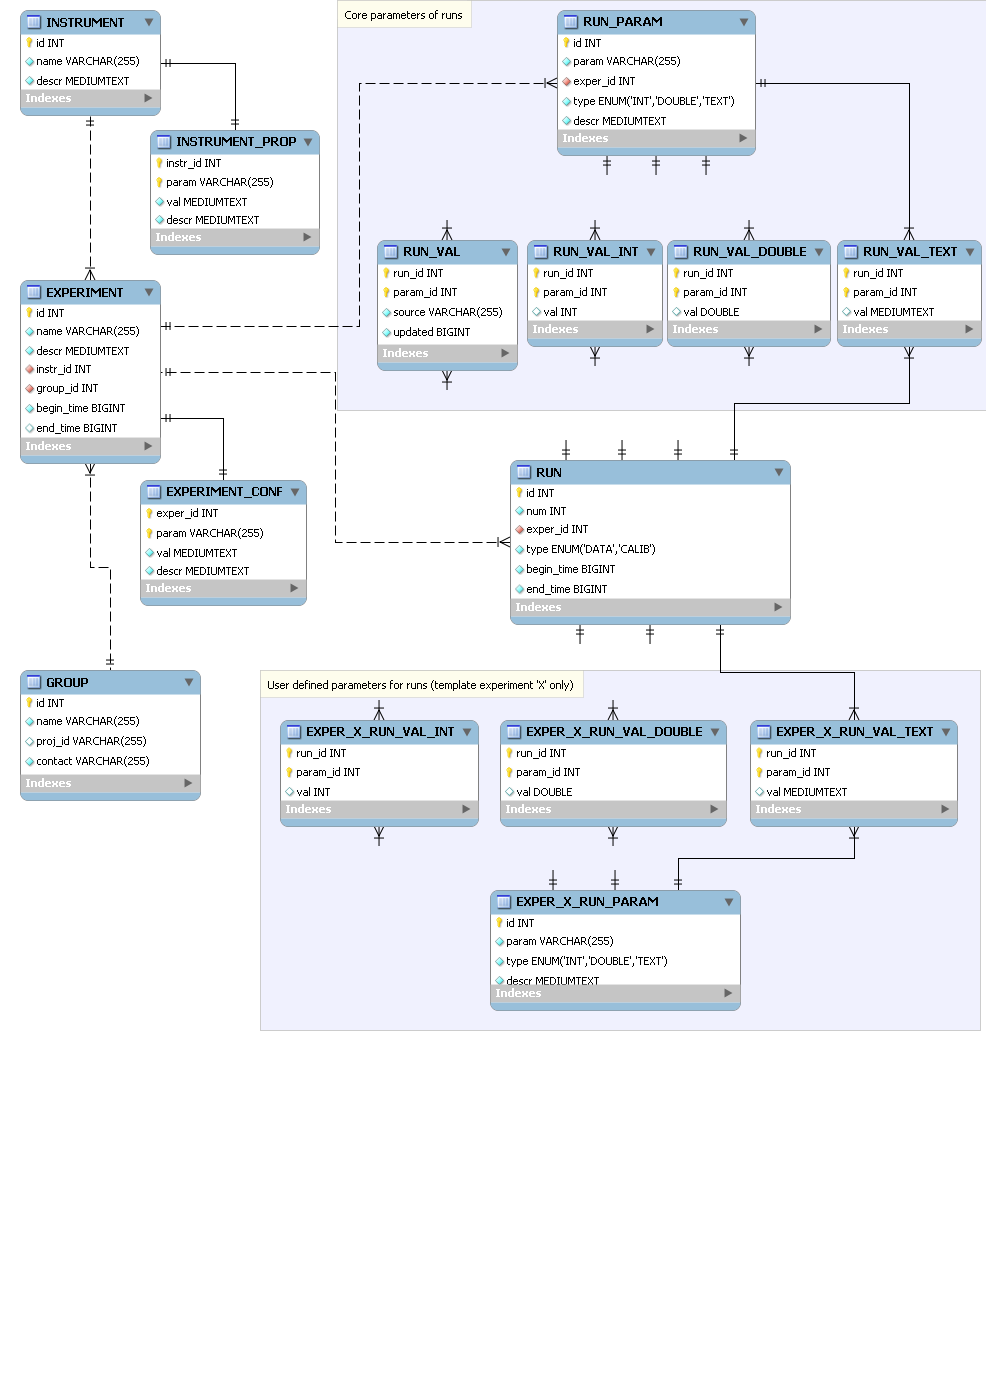 INSTRUMENT
id INT
name VARCHAR(255)
descr MEDIUMTEXT
Indexes
INSTRUMENT_PROP
instr_id INT
param VARCHAR(255)
val MEDIUMTEXT
descr MEDIUMTEXT
Indexes
Core parameters of runs
RUN_PARAM
id INT
param VARCHAR(255)
exper_id INT
type ENUM('INT','DOUBLE','TEXT')
descr MEDIUMTEXT
Indexes
RUN_VAL
run_id INT
param_id INT
source VARCHAR(255)
updated BIGINT
Indexes
RUN_VAL_INT
run_id INT
param_id INT
val INT
Indexes
RUN_VAL_DOUBLE
run_id INT
param_id INT
val DOUBLE
Indexes
RUN_VAL_TEXT
run_id INT
param_id INT
val MEDIUMTEXT
Indexes
EXPERIMENT
id INT
name VARCHAR(255)
descr MEDIUMTEXT
instr_id INT
group_id INT
begin_time BIGINT
end_time BIGINT
Indexes
EXPERIMENT_CONF
exper_id INT
param VARCHAR(255)
val MEDIUMTEXT
descr MEDIUMTEXT
Indexes
RUN
id INT
num INT
exper_id INT
type ENUM('DATA','CALIB')
begin_time BIGINT
end_time BIGINT
Indexes
GROUP
id INT
name VARCHAR(255)
proj_id VARCHAR(255)
contact VARCHAR(255)
Indexes
User defined parameters for runs (template experiment 'X' only)
EXPER_X_RUN_VAL_INT
run_id INT
param_id INT
val INT
Indexes
EXPER_X_RUN_VAL_DOUBLE
run_id INT
param_id INT
val DOUBLE
Indexes
EXPER_X_RUN_VAL_TEXT
run_id INT
param_id INT
val MEDIUMTEXT
Indexes
EXPER_X_RUN_PARAM
id INT
param VARCHAR(255)
type ENUM('INT','DOUBLE','TEXT')
descr MEDIUMTEXT
Indexes